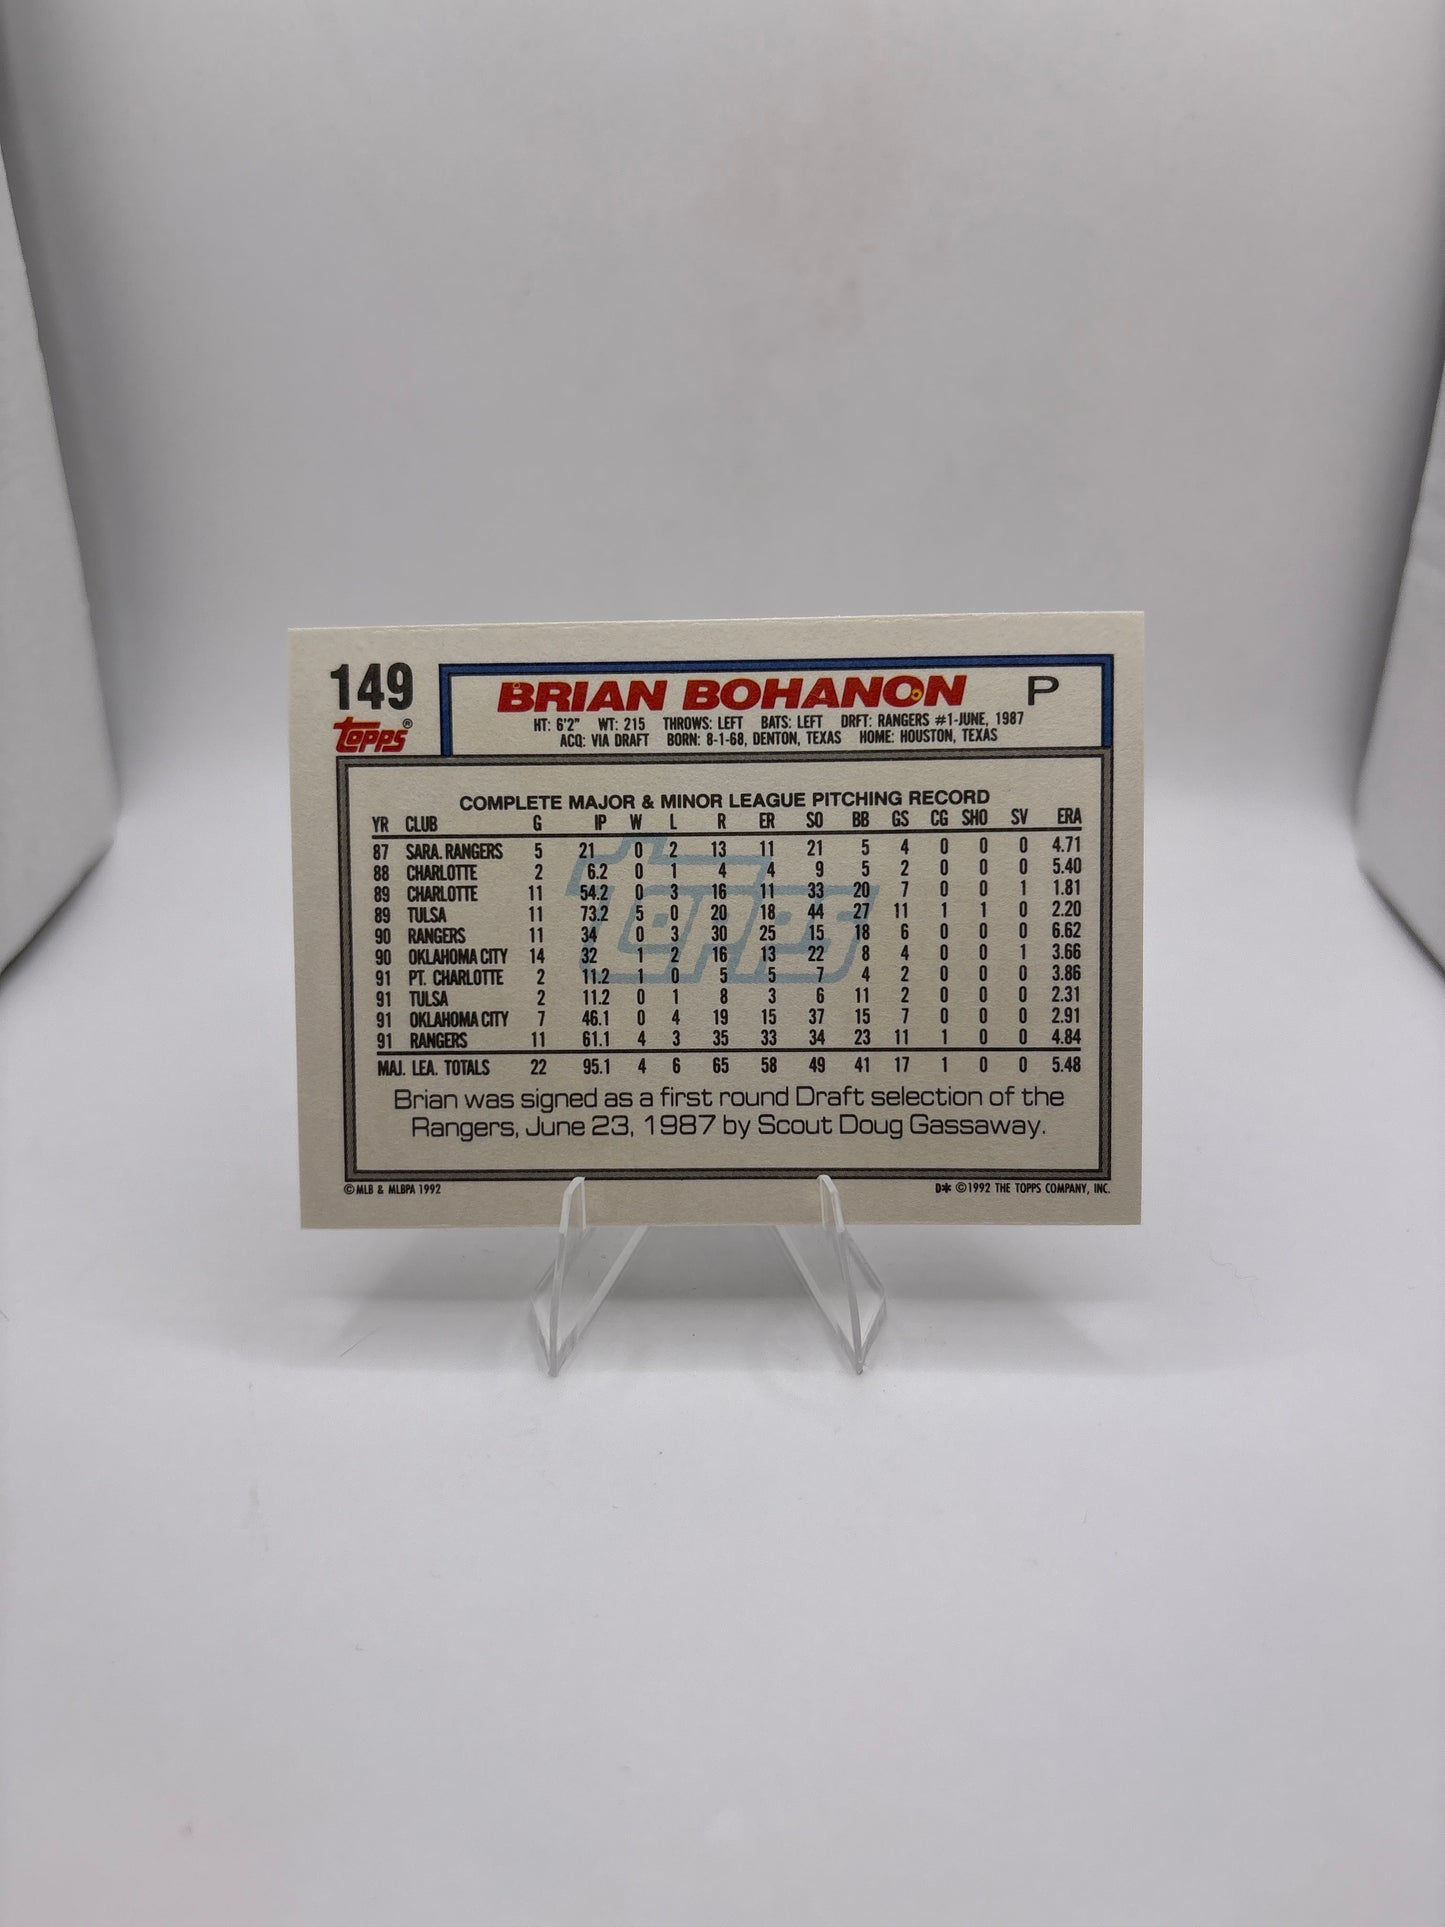 149
Topps®
BRIAN BOHANON P
HT: 6'2" WT: 215 THROWS: LEFT BATS: LEFT DRFT: RANGERS #1-JUNE, 1987
ACQ: VIA DRAFT BORN: 8-1-68, DENTON, TEXAS HOME: HOUSTON, TEXAS
COMPLETE MAJOR & MINOR LEAGUE PITCHING RECORD
YR CLUB G IP W L R ER SO BB GS CG SHO SV ERA
87 SARA. RANGERS 5 21 0 2 13 11 21 5 4 0 0 0 4.71
88 CHARLOTTE 2 6.2 0 1 4 4 9 5 2 0 0 0 5.40
89 CHARLOTTE 11 54.2 0 3 16 11 33 20 7 0 0 1 1.81
89 TULSA 11 73.2 5 0 20 18 44 27 11 1 1 0 2.20
90 RANGERS 11 34 0 3 30 25 15 18 6 0 0 0 6.62
90 OKLAHOMA CITY 14 32 1 2 16 13 22 8 4 0 0 1 3.66
91 PT. CHARLOTTE 2 11.2 1 0 5 5 7 4 2 0 0 0 3.86
91 TULSA 2 11.2 0 1 8 3 6 11 2 0 0 0 2.31
91 OKLAHOMA CITY 7 46.1 0 4 19 15 37 15 7 0 0 0 2.91
91 RANGERS 11 61.1 4 3 35 33 34 23 11 1 0 0 4.84
MAJ. LEA. TOTALS 22 95.1 4 6 65 58 49 41 17 1 0 0 5.48
Topps
Brian was signed as a first round Draft selection of the
Rangers, June 23, 1987 by Scout Doug Gassaway.
© MLB & MLBPA 1992 D* ©1992 THE TOPPS COMPANY, INC.